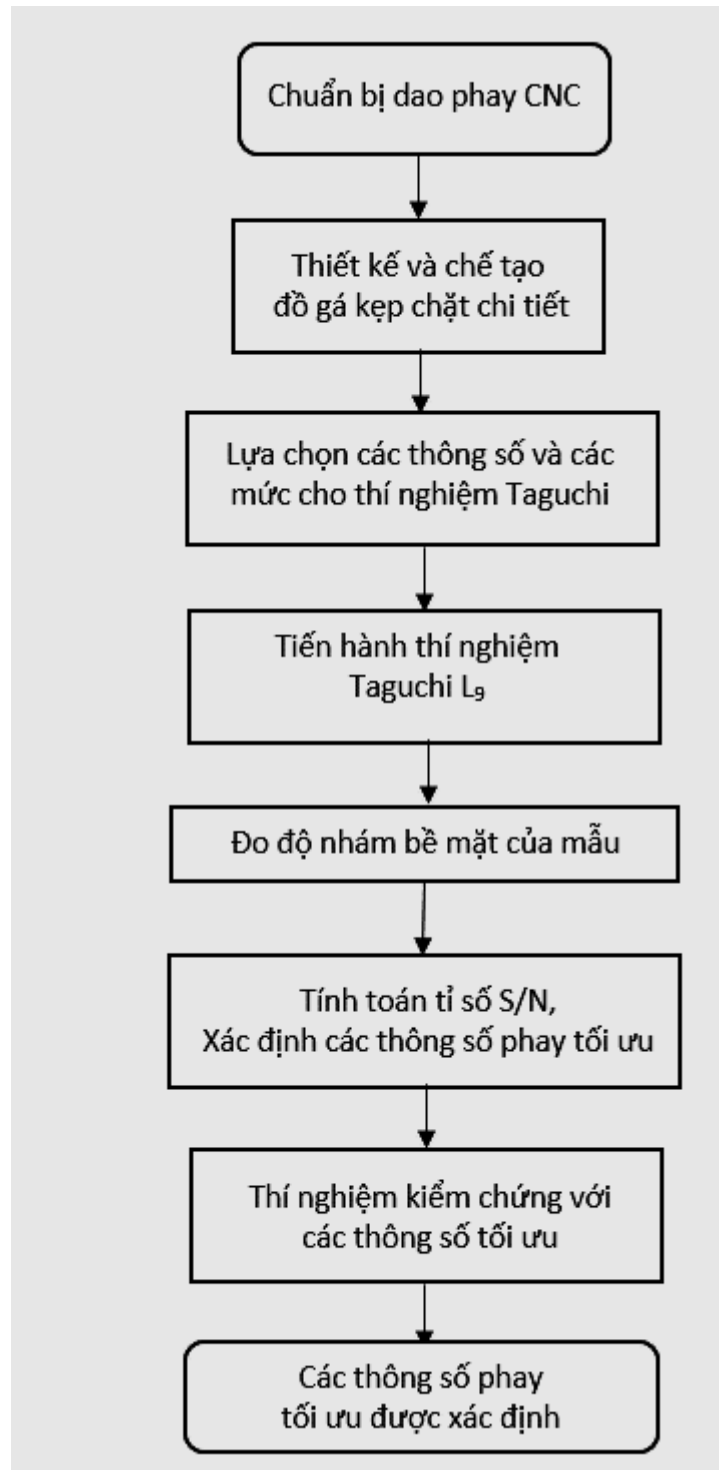 Chuẩn bị dao phay CNC
Thiết kế và chế tạo
đồ gá kẹp chặt chi tiết
Lựa chọn các thông số và các
mức cho thí nghiệm Taguchi
Tiến hành thí nghiệm
Taguchi L₉
Đo độ nhám bề mặt của mẫu
Tính toán tỉ số S/N,
Xác định các thông số phay tối ưu
Thí nghiệm kiểm chứng với
các thông số tối ưu
Các thông số phay
tối ưu được xác định